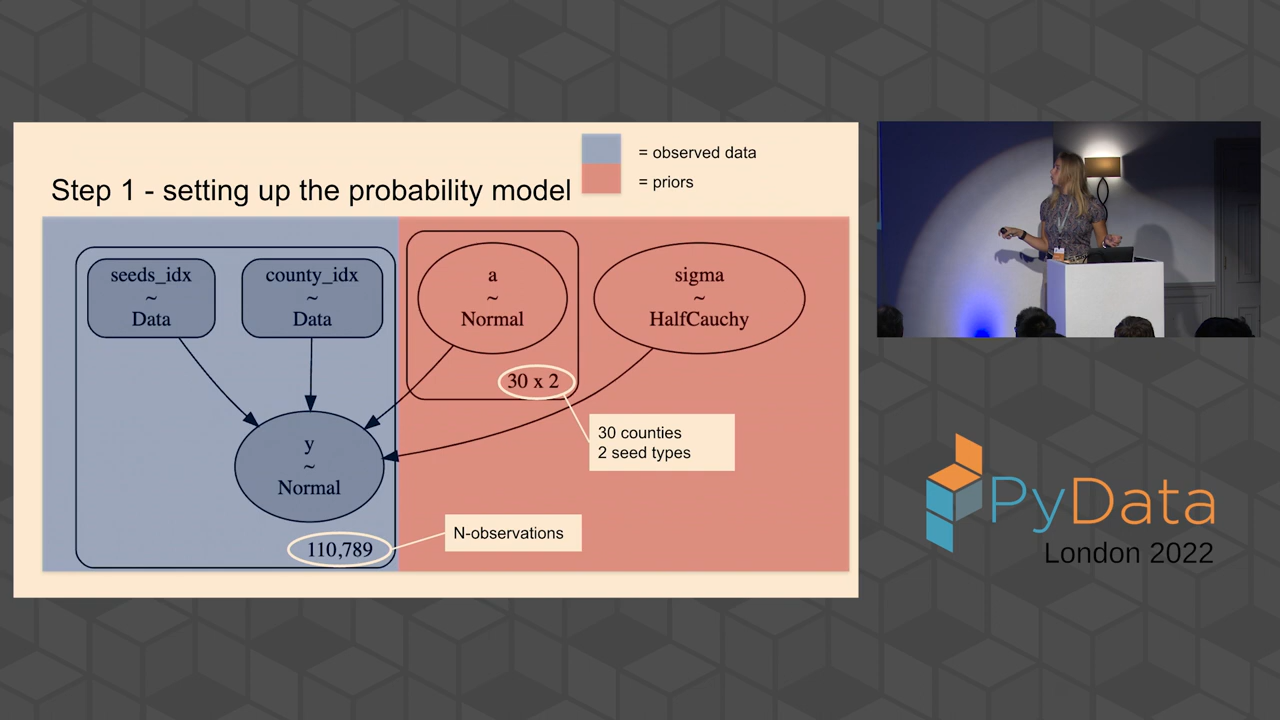 = observed data
= priors
Step 1 - setting up the probability model
seeds_idx
~
Data
county_idx
~
Data
a
~
Normal
sigma
~
HalfCauchy
30 x 2
30 counties
2 seed types
y
~
Normal
N-observations
110,789
PyData
London 2022